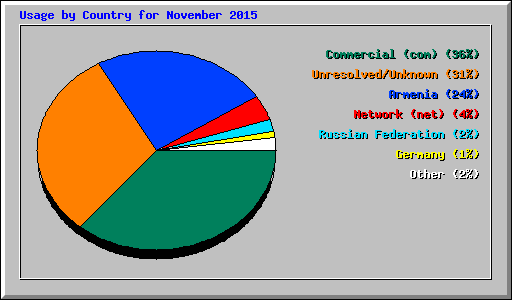 Usage by Country for November 2015
Commercial (com) (36%)
Unresolved/Unknown (31%)
Armenia (24%)
Network (net) (4%)
Russian Federation (2%)
Germany (1%)
Other (2%)